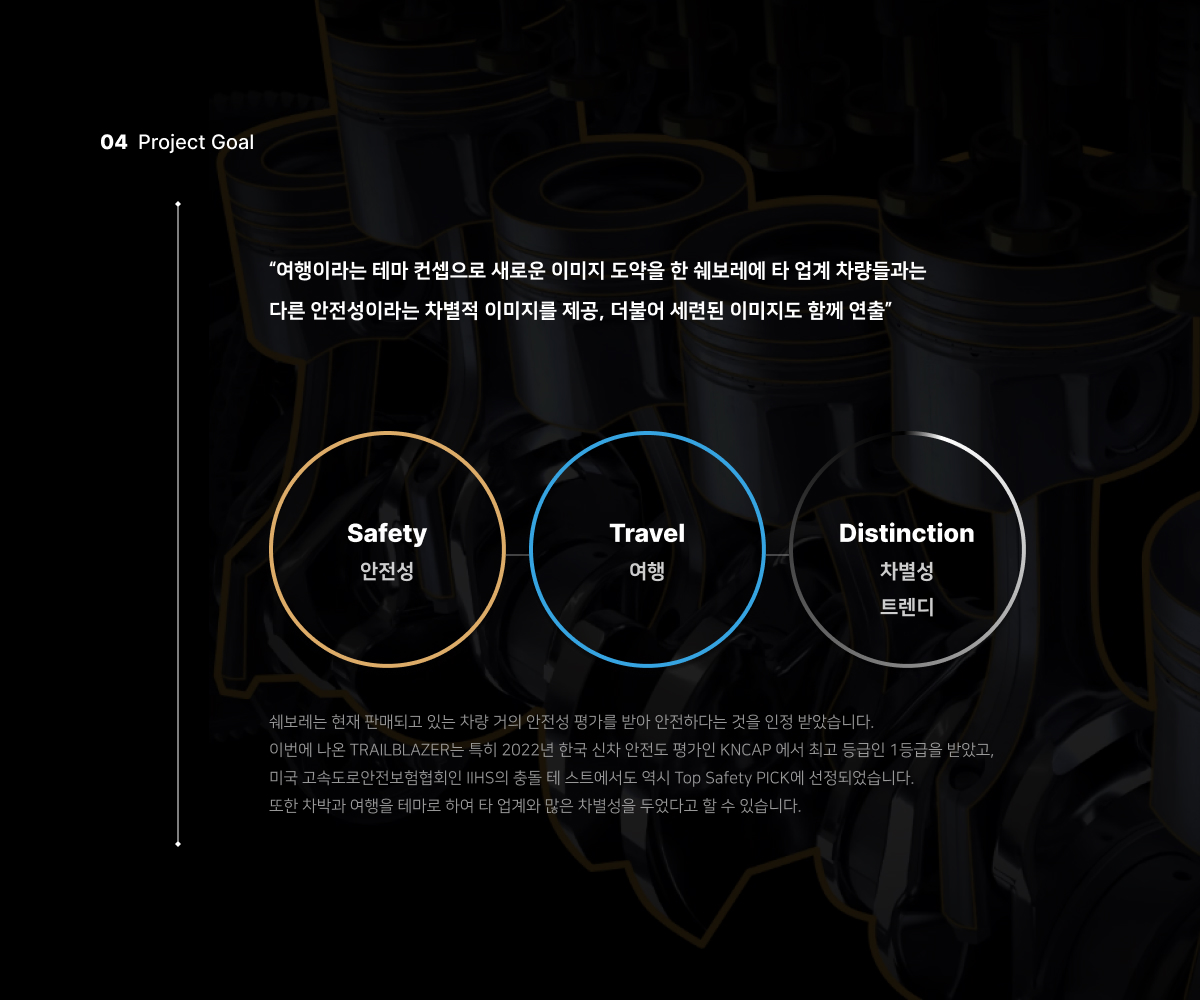 04 Project Goal
“여행이라는 테마 컨셉으로 새로운 이미지 도약을 한 쉐보레에 타 업계 차량들과는
다른 안전성이라는 차별적 이미지를 제공, 더불어 세련된 이미지도 함께 연출”
Safety
안전성
Travel
여행
Distinction
차별성
트렌디
쉐보레는 현재 판매되고 있는 차량 거의 안전성 평가를 받아 안전하다는 것을 인정 받았습니다.
이번에 나온 TRAILBLAZER는 특히 2022년 한국 신차 안전도 평가인 KNCAP 에서 최고 등급인 1등급을 받았고,
미국 고속도로안전보험협회인 IIHS의 충돌 테 스트에서도 역시 Top Safety PICK에 선정되었습니다.
또한 차박과 여행을 테마로 하여 타 업계와 많은 차별성을 두었다고 할 수 있습니다.